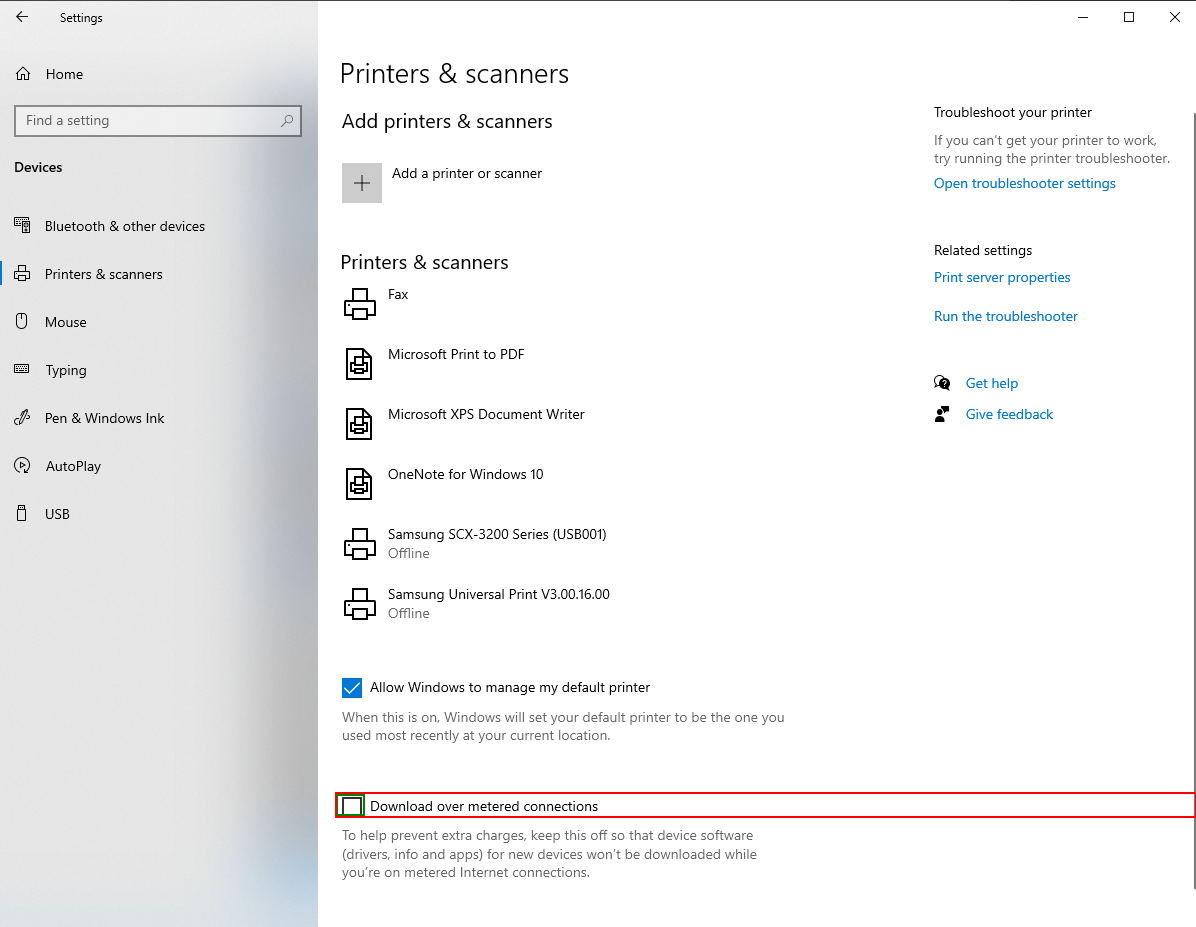 Settings
Home
Find a setting
Devices
Bluetooth & other devices
Printers & scanners
Mouse
Typing
Pen & Windows Ink
AutoPlay
USB
Printers & scanners
Add printers & scanners
Add a printer or scanner
Printers & scanners
Fax
Microsoft Print to PDF
Microsoft XPS Document Writer
OneNote for Windows 10
Samsung SCX-3200 Series (USB001)
Offline
Samsung Universal Print V3.00.16.00
Offline
Allow Windows to manage my default printer
When this is on, Windows will set your default printer to be the one you
used most recently at your current location.
Download over metered connections
To help prevent extra charges, keep this off so that device software
(drivers, info and apps) for new devices won't be downloaded while
you're on metered Internet connections.
Troubleshoot your printer
If you can't get your printer to work,
try running the printer troubleshooter.
Open troubleshooter settings
Related settings
Print server properties
Run the troubleshooter
Get help
Give feedback